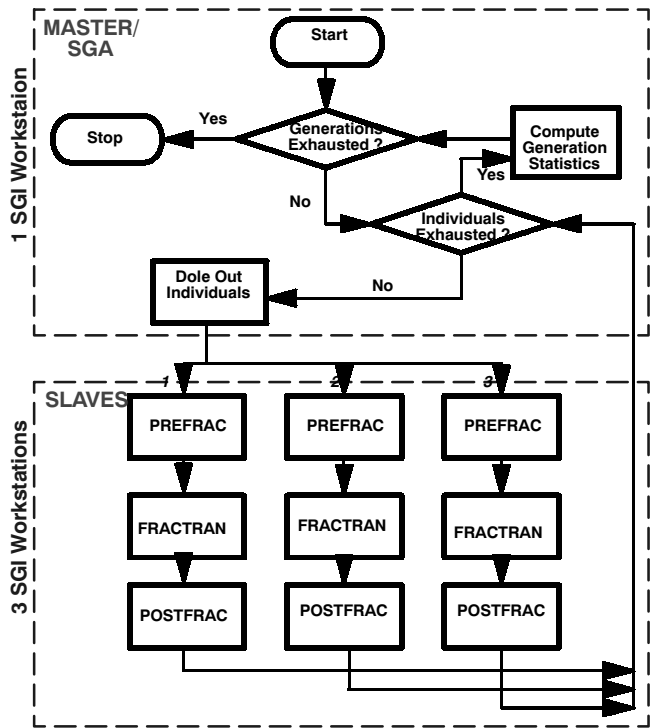 MASTER/
SGA
Start
1 SGI Workstaion
Yes
Stop
Generations
Exhausted ?
Compute
Generation
Statistics
Yes
No
Individuals
Exhausted ?
Dole Out
Individuals
No
3 SGI Workstations
SLAVES
1
2
3
PREFRAC
PREFRAC
PREFRAC
FRACTRAN
FRACTRAN
FRACTRAN
POSTFRAC
POSTFRAC
POSTFRAC